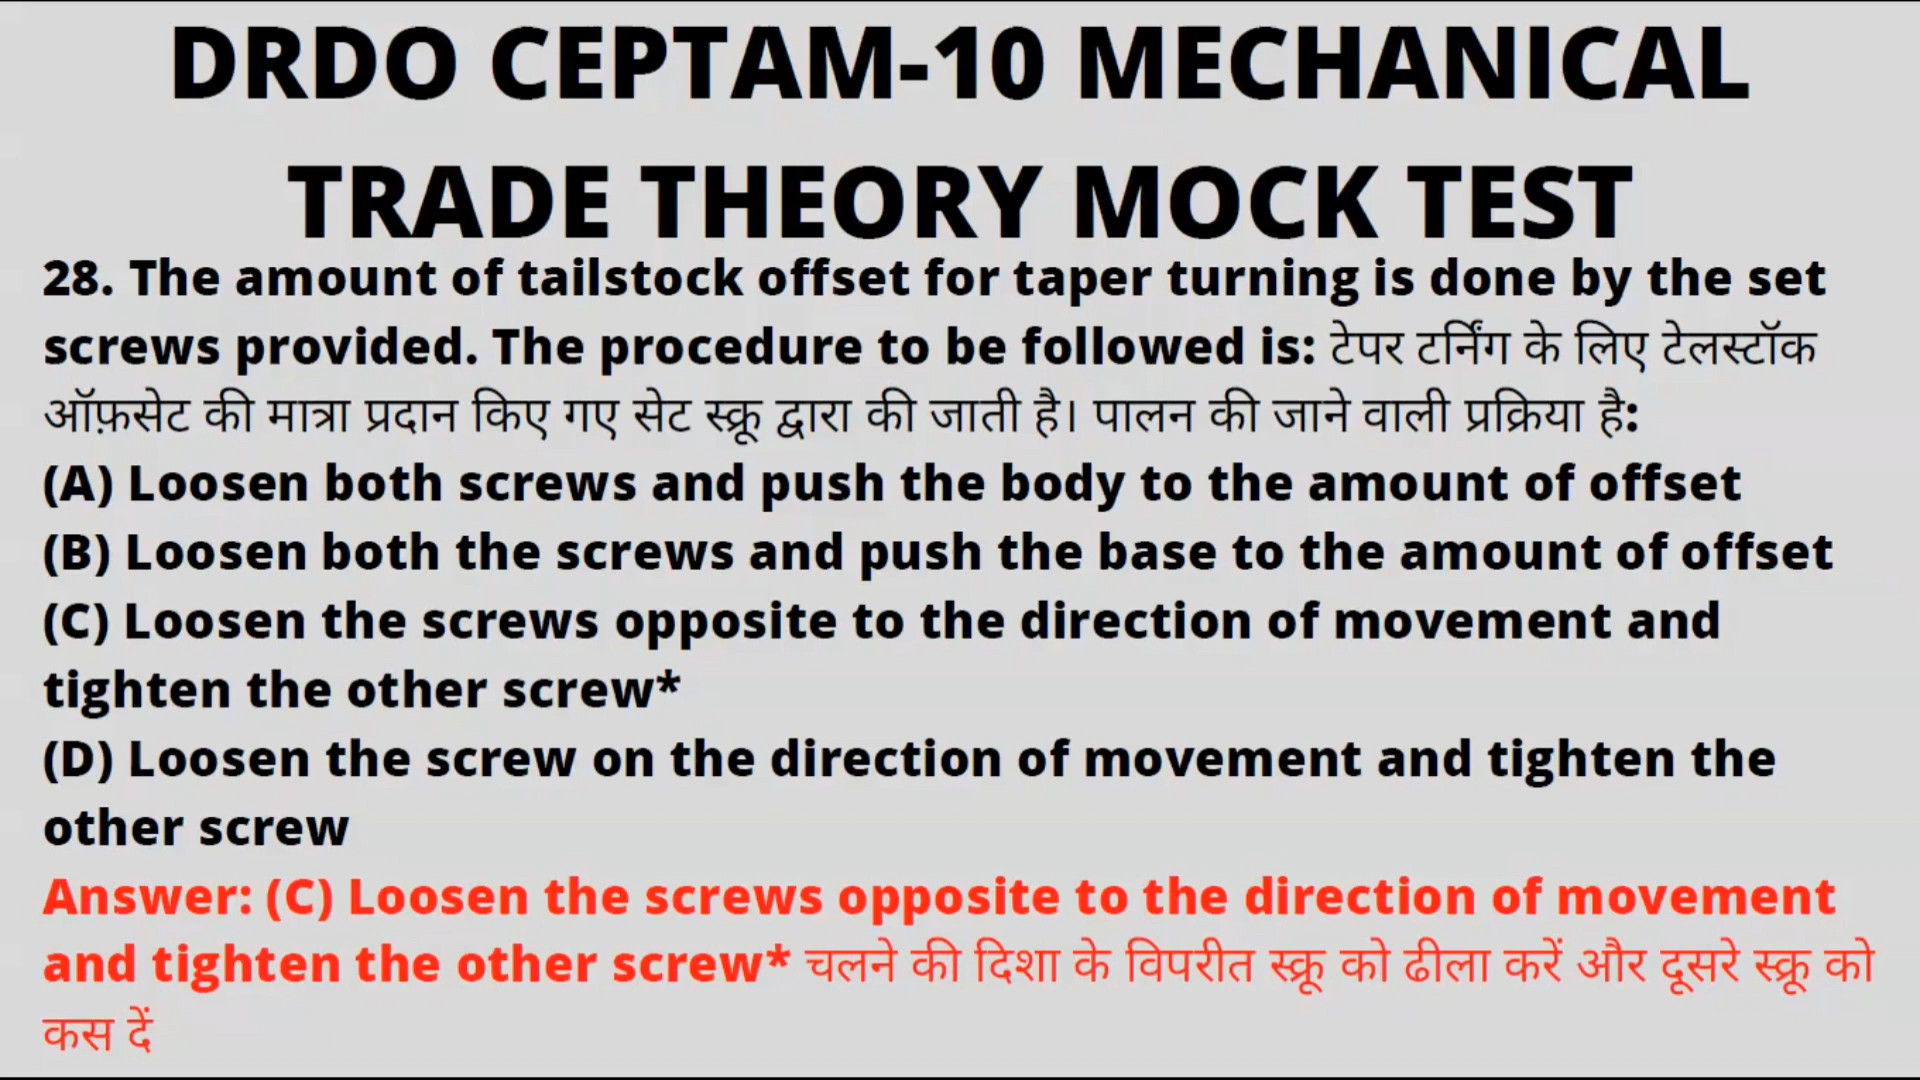 DRDO CEPTAM-10 MECHANICAL
TRADE THEORY MOCK TEST
28. The amount of tailstock offset for taper turning is done by the set
screws provided. The procedure to be followed is: टेपर टर्निंग के लिए टेलस्टॉक
ऑफ़सेट की मात्रा प्रदान किए गए सेट स्क्रू द्वारा की जाती है। पालन की जाने वाली प्रक्रिया है:
(A) Loosen both screws and push the body to the amount of offset
(B) Loosen both the screws and push the base to the amount of offset
(C) Loosen the screws opposite to the direction of movement and
tighten the other screw*
(D) Loosen the screw on the direction of movement and tighten the
other screw
Answer: (C) Loosen the screws opposite to the direction of movement
and tighten the other screw* चलने की दिशा के विपरीत स्क्रू को ढीला करें और दूसरे स्क्रू को
कस दें